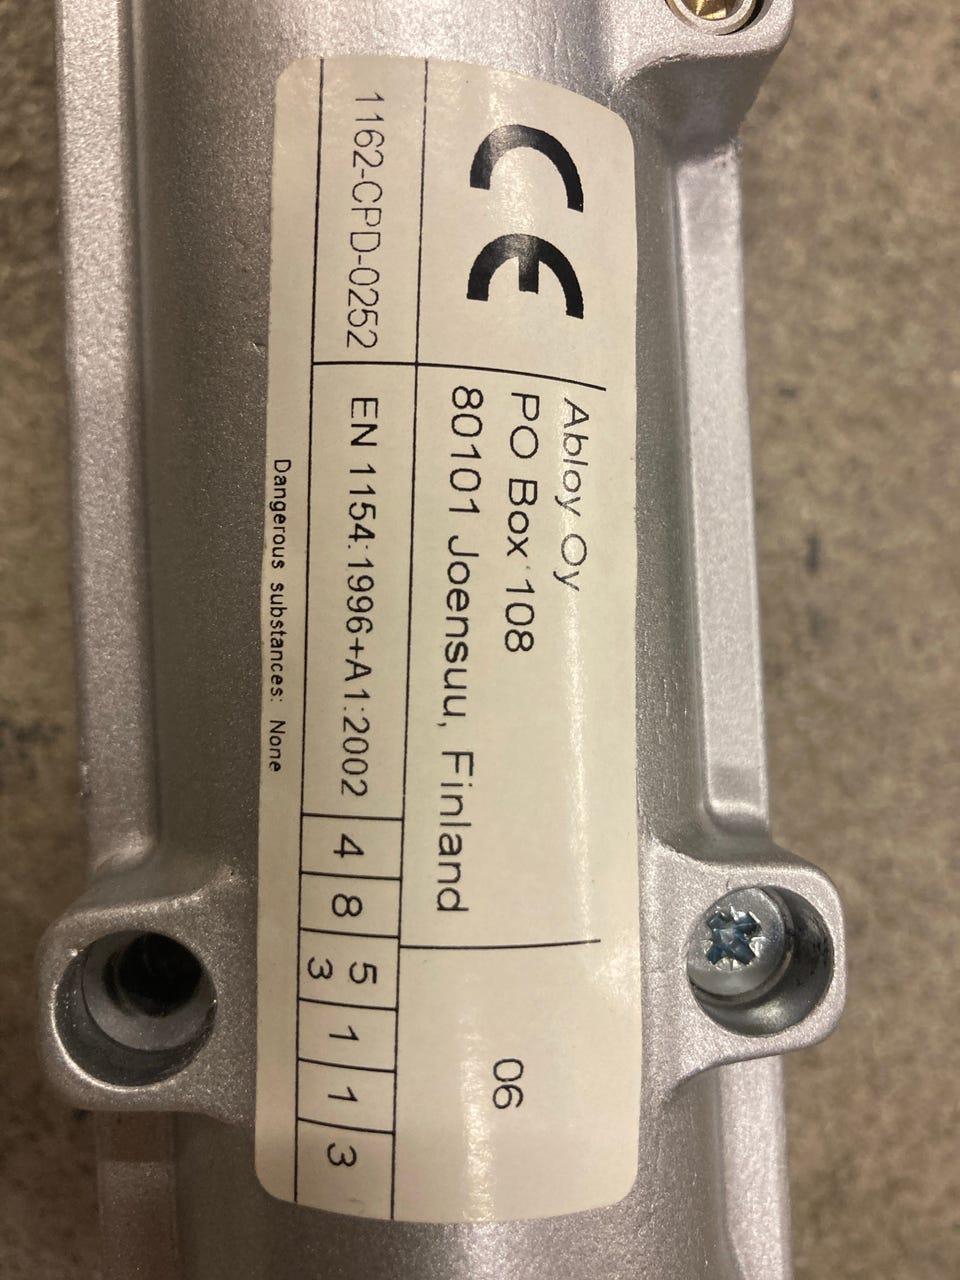 CE
Abloy Oy
PO Box 108
80101 Joensuu, Finland
06
1162-CPD-0252
EN 1154:1996+A1:2002
4
8
5
3
1
1
3
Dangerous substances: None